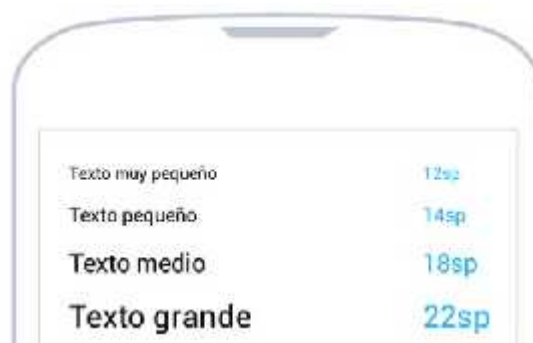 Texto muy pequeño 12sp
Texto pequeño 14sp
Texto medio 18sp
Texto grande 22sp